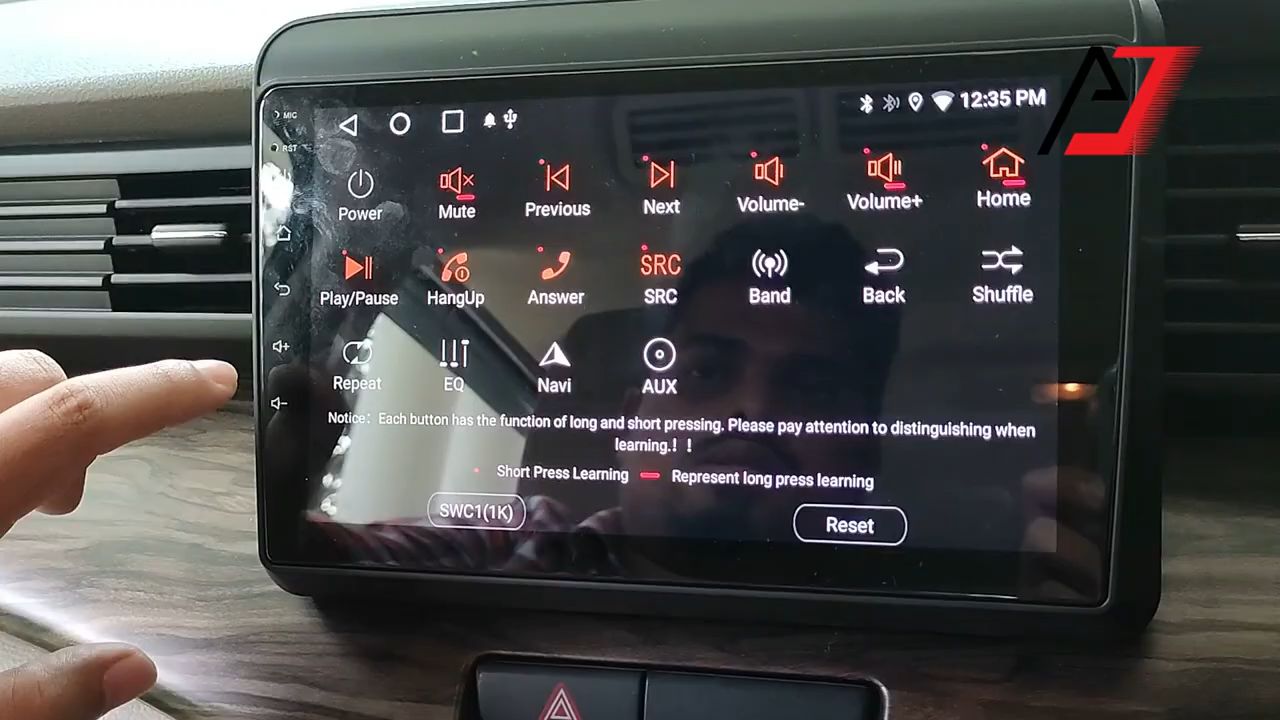 MIC
12:35 PM
AJ
RST
Power
Mute
Previous
Next
Volume-
Volume+
Home
SRC
Play/Pause
HangUp
Answer
SRC
Band
Back
Shuffle
Repeat
EQ
Navi
AUX
Notice: Each button has the function of long and short pressing. Please pay attention to distinguishing when
learning.! !
Short Press Learning
Represent long press learning
SWC1(1K)
Reset